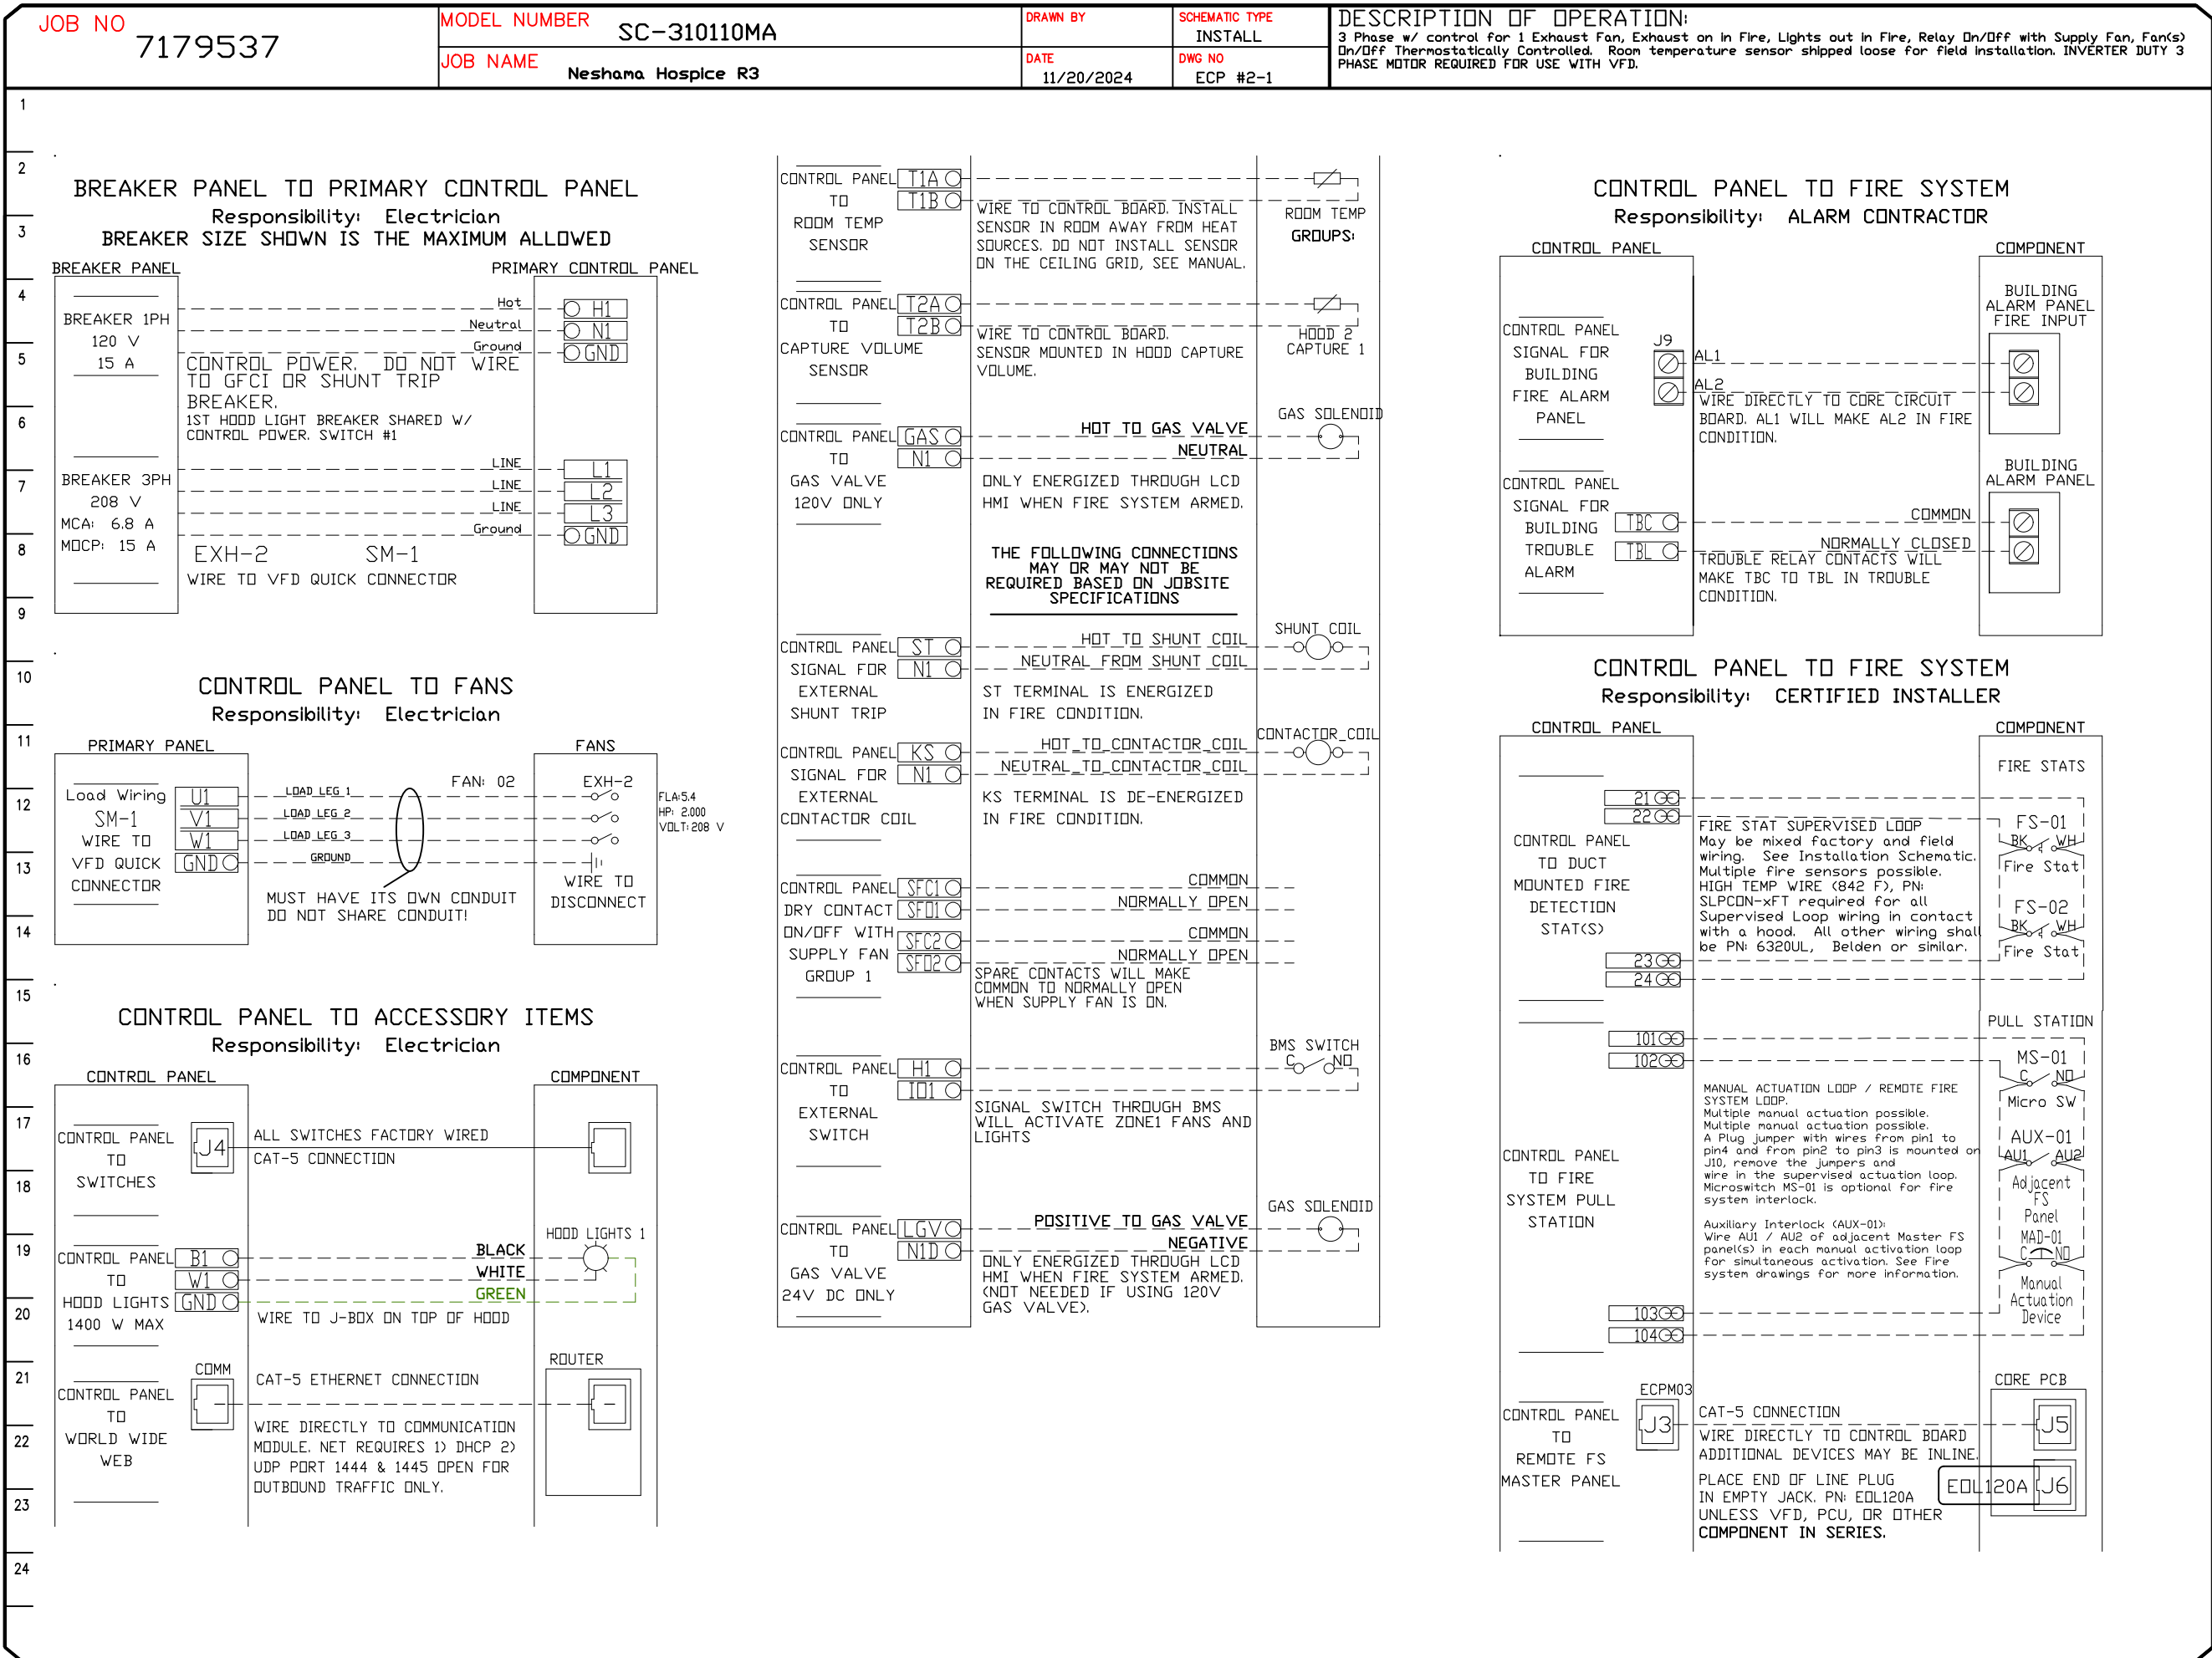 JOB NO
7179537
MODEL NUMBER
SC-310110MA
JOB NAME
Neshama Hospice R3
DRAWN BY
SCHEMATIC TYPE
INSTALL
DATE
11/20/2024
DWG NO
ECP #2-1
DESCRIPTION OF OPERATION:
3 Phase w/ control for 1 Exhaust Fan, Exhaust on in Fire, Lights out in Fire, Relay On/Off with Supply Fan, Fan(s)
On/Off Thermostatically Controlled. Room temperature sensor shipped loose for field installation. INVERTER DUTY 3
PHASE MOTOR REQUIRED FOR USE WITH VFD.
1
2
3
4
5
6
7
8
9
10
11
12
13
14
15
16
17
18
19
20
21
22
23
24
BREAKER PANEL TO PRIMARY CONTROL PANEL
Responsibility: Electrician
BREAKER SIZE SHOWN IS THE MAXIMUM ALLOWED
BREAKER PANEL
PRIMARY CONTROL PANEL
BREAKER 1PH
120 V
15 A
Hot
H1
Neutral
N1
Ground
GND
CONTROL POWER. DO NOT WIRE
TO GFCI OR SHUNT TRIP
BREAKER.
1ST HOOD LIGHT BREAKER SHARED W/
CONTROL POWER. SWITCH #1
BREAKER 3PH
208 V
MCA: 6.8 A
MOCP: 15 A
LINE
L1
LINE
L2
LINE
L3
Ground
GND
EXH-2 SM-1
WIRE TO VFD QUICK CONNECTOR
CONTROL PANEL TO FANS
Responsibility: Electrician
PRIMARY PANEL
FANS
Load Wiring
SM-1
WIRE TO
VFD QUICK
CONNECTOR
U1
V1
W1
GND
LOAD LEG 1
LOAD LEG 2
LOAD LEG 3
GROUND
FAN: 02
EXH-2
FLA:5.4
HP: 2.000
VOLT:208 V
WIRE TO
DISCONNECT
MUST HAVE ITS OWN CONDUIT
DO NOT SHARE CONDUIT!
CONTROL PANEL TO ACCESSORY ITEMS
Responsibility: Electrician
CONTROL PANEL
COMPONENT
CONTROL PANEL
TO
SWITCHES
J4
ALL SWITCHES FACTORY WIRED
CAT-5 CONNECTION
CONTROL PANEL
TO
HOOD LIGHTS
1400 W MAX
B1
W1
GND
BLACK
WHITE
GREEN
HOOD LIGHTS 1
WIRE TO J-BOX ON TOP OF HOOD
CONTROL PANEL
TO
WORLD WIDE
WEB
COMM
CAT-5 ETHERNET CONNECTION
ROUTER
WIRE DIRECTLY TO COMMUNICATION
MODULE. NET REQUIRES 1) DHCP 2)
UDP PORT 1444 & 1445 OPEN FOR
OUTBOUND TRAFFIC ONLY.
CONTROL PANEL
TO
ROOM TEMP
SENSOR
T1A
T1B
WIRE TO CONTROL BOARD. INSTALL
SENSOR IN ROOM AWAY FROM HEAT
SOURCES. DO NOT INSTALL SENSOR
ON THE CEILING GRID, SEE MANUAL.
ROOM TEMP
GROUPS:
CONTROL PANEL
TO
CAPTURE VOLUME
SENSOR
T2A
T2B
WIRE TO CONTROL BOARD.
SENSOR MOUNTED IN HOOD CAPTURE
VOLUME.
HOOD 2
CAPTURE 1
CONTROL PANEL
TO
GAS VALVE
120V ONLY
GAS
N1
HOT TO GAS VALVE
NEUTRAL
GAS SOLENOID
ONLY ENERGIZED THROUGH LCD
HMI WHEN FIRE SYSTEM ARMED.
THE FOLLOWING CONNECTIONS
MAY OR MAY NOT BE
REQUIRED BASED ON JOBSITE
SPECIFICATIONS
CONTROL PANEL
SIGNAL FOR
EXTERNAL
SHUNT TRIP
ST
N1
HOT TO SHUNT COIL
NEUTRAL FROM SHUNT COIL
SHUNT COIL
ST TERMINAL IS ENERGIZED
IN FIRE CONDITION.
CONTROL PANEL
SIGNAL FOR
EXTERNAL
CONTACTOR COIL
KS
N1
HOT_TO_CONTACTOR_COIL
NEUTRAL_TO_CONTACTOR_COIL
CONTACTOR_COIL
KS TERMINAL IS DE-ENERGIZED
IN FIRE CONDITION.
CONTROL PANEL
DRY CONTACT
ON/OFF WITH
SUPPLY FAN
GROUP 1
SFC1
SFO1
SFC2
SFO2
COMMON
NORMALLY OPEN
COMMON
NORMALLY OPEN
SPARE CONTACTS WILL MAKE
COMMON TO NORMALLY OPEN
WHEN SUPPLY FAN IS ON.
CONTROL PANEL
TO
EXTERNAL
SWITCH
H1
IO1
BMS SWITCH
C NO
SIGNAL SWITCH THROUGH BMS
WILL ACTIVATE ZONE1 FANS AND
LIGHTS
CONTROL PANEL
TO
GAS VALVE
24V DC ONLY
LGV
N1D
POSITIVE TO GAS VALVE
NEGATIVE
GAS SOLENOID
ONLY ENERGIZED THROUGH LCD
HMI WHEN FIRE SYSTEM ARMED.
(NOT NEEDED IF USING 120V
GAS VALVE).
CONTROL PANEL TO FIRE SYSTEM
Responsibility: ALARM CONTRACTOR
CONTROL PANEL
COMPONENT
CONTROL PANEL
SIGNAL FOR
BUILDING
FIRE ALARM
PANEL
J9
AL1
AL2
BUILDING
ALARM PANEL
FIRE INPUT
WIRE DIRECTLY TO CORE CIRCUIT
BOARD. AL1 WILL MAKE AL2 IN FIRE
CONDITION.
CONTROL PANEL
SIGNAL FOR
BUILDING
TROUBLE
ALARM
TBC
TBL
COMMON
NORMALLY CLOSED
BUILDING
ALARM PANEL
TROUBLE RELAY CONTACTS WILL
MAKE TBC TO TBL IN TROUBLE
CONDITION.
CONTROL PANEL TO FIRE SYSTEM
Responsibility: CERTIFIED INSTALLER
CONTROL PANEL
COMPONENT
CONTROL PANEL
TO DUCT
MOUNTED FIRE
DETECTION
STAT(S)
21
22
23
24
FIRE STAT SUPERVISED LOOP
May be mixed factory and field
wiring. See Installation Schematic.
Multiple fire sensors possible.
HIGH TEMP WIRE (842 F), PN:
SLPCON-xFT required for all
Supervised Loop wiring in contact
with a hood. All other wiring shall
be PN: 6320UL, Belden or similar.
FIRE STATS
FS-01
BK WH
Fire Stat
FS-02
BK WH
Fire Stat
CONTROL PANEL
TO FIRE
SYSTEM PULL
STATION
101
102
103
104
MANUAL ACTUATION LOOP / REMOTE FIRE
SYSTEM LOOP.
Multiple manual actuation possible.
Multiple manual actuation possible.
A Plug jumper with wires from pin1 to
pin4 and from pin2 to pin3 is mounted on
J10, remove the jumpers and
wire in the supervised actuation loop.
Microswitch MS-01 is optional for fire
system interlock.
Auxiliary Interlock (AUX-01):
Wire AU1 / AU2 of adjacent Master FS
panel(s) in each manual activation loop
for simultaneous activation. See Fire
system drawings for more information.
PULL STATION
MS-01
C NO
Micro SW
AUX-01
AU1 AU2
Adjacent
FS
Panel
MAD-01
C NO
Manual
Actuation
Device
CONTROL PANEL
TO
REMOTE FS
MASTER PANEL
ECPM03
J3
CORE PCB
J5
J6
EOL120A
CAT-5 CONNECTION
WIRE DIRECTLY TO CONTROL BOARD
ADDITIONAL DEVICES MAY BE INLINE.
PLACE END OF LINE PLUG
IN EMPTY JACK. PN: EOL120A
UNLESS VFD, PCU, OR OTHER
COMPONENT IN SERIES.